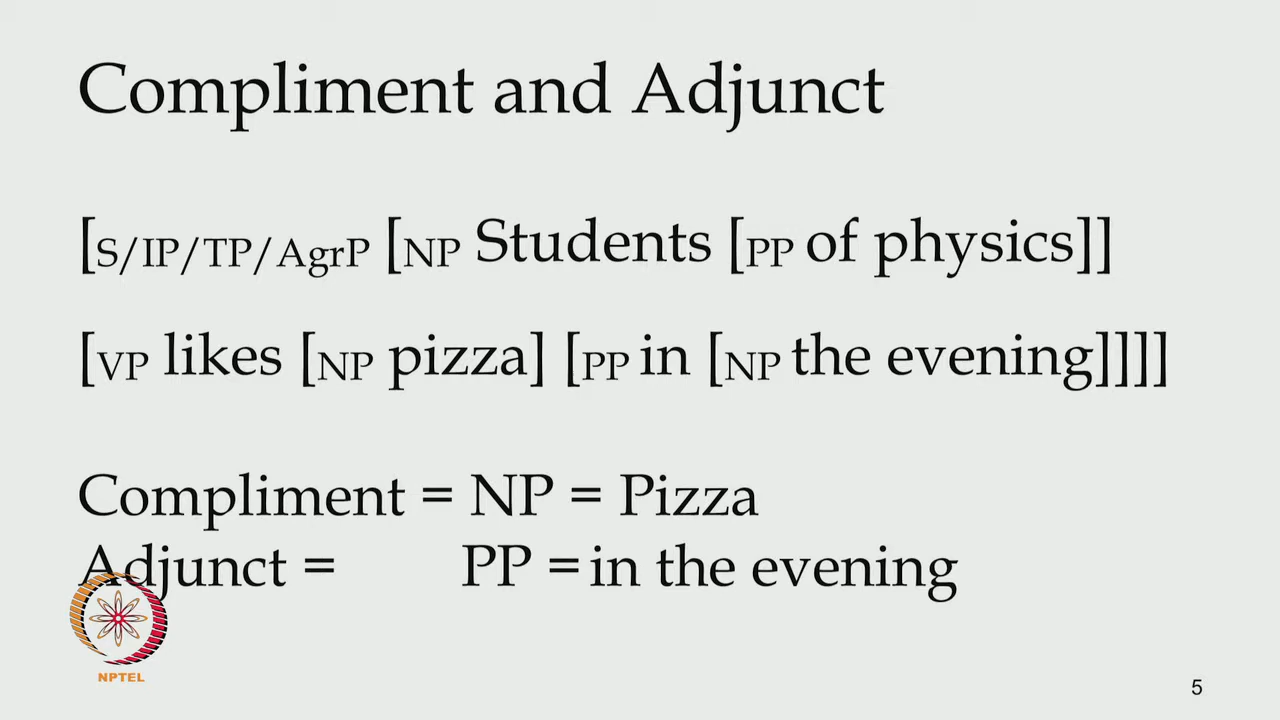 Compliment and Adjunct
[S/IP/TP/AgrP [NP Students [PP of physics]]
[VP likes [NP pizza] [PP in [NP the evening]]]]
Compliment = NP = Pizza
Adjunct = PP = in the evening
NPTEL
5